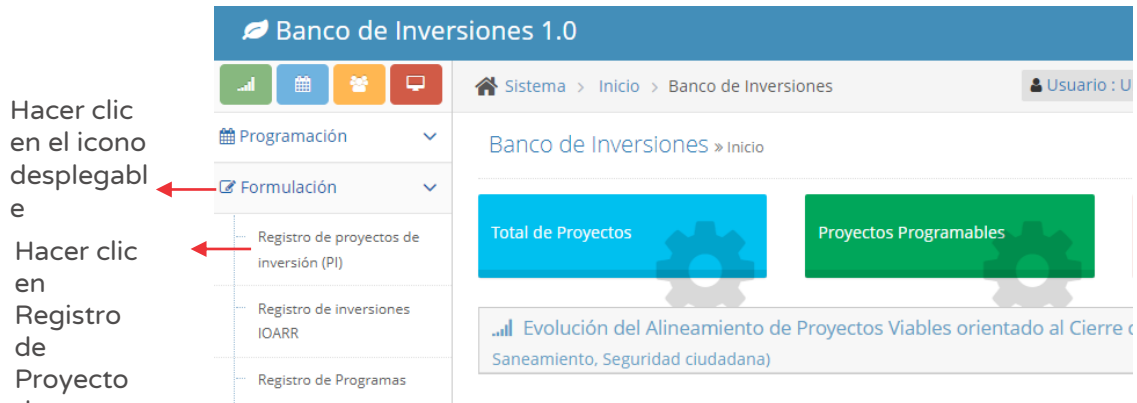 Banco de Inversiones 1.0
Sistema > Inicio > Banco de Inversiones
Usuario : U
Hacer clic
en el icono
desplegabl
e
Hacer clic
en
Registro
de
Proyecto
Programación
Formulación
Registro de proyectos de
inversión (PI)
Registro de inversiones
IOARR
Registro de Programas
Banco de Inversiones » Inicio
Total de Proyectos
Proyectos Programables
Evolución del Alineamiento de Proyectos Viables orientado al Cierre
Saneamiento, Seguridad ciudadana)